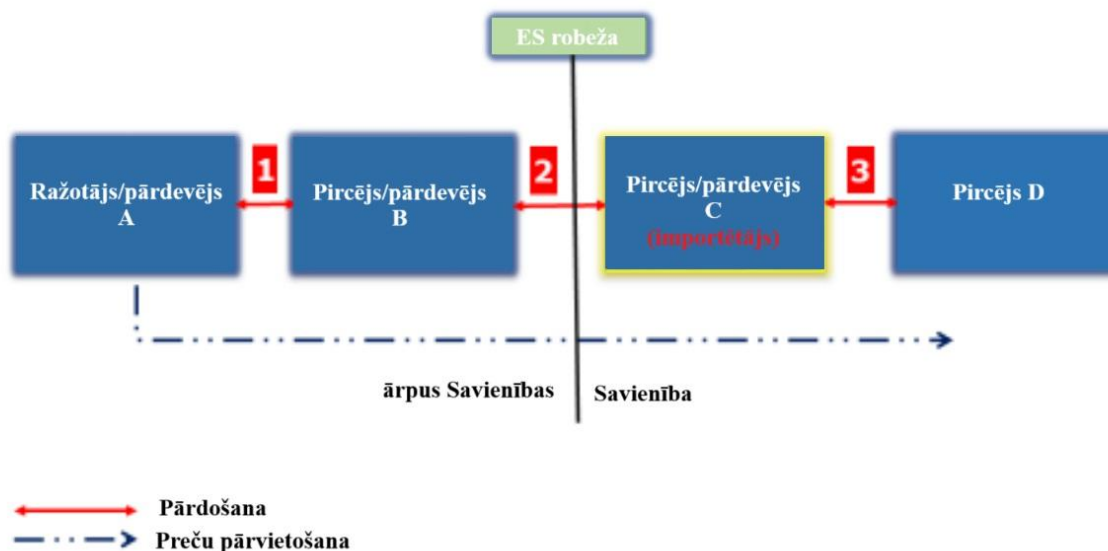 ES robeža
1
2
3
Ražotājs/pārdevējs
A
Pircējs/pārdevējs
B
Pircējs/pārdevējs
C
(importētājs)
Pircējs D
ārpus Savienības
Savienība
Pārdošana
Preču pārvietošana